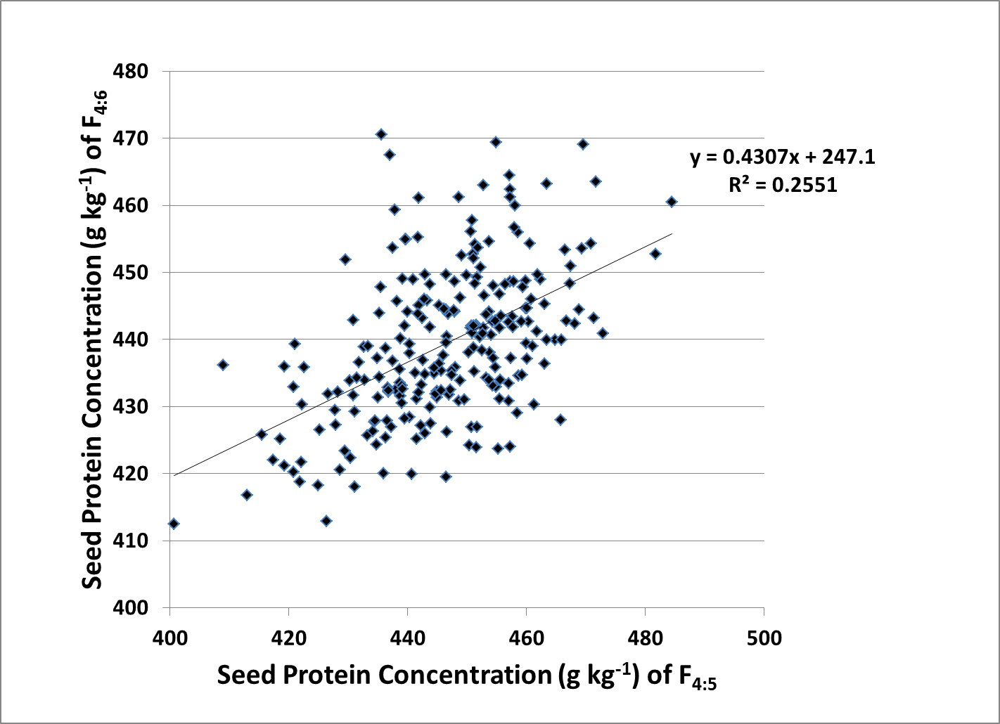 Seed Protein Concentration (g kg⁻¹) of F₄:₆
480
470
460
450
440
430
420
410
400
y = 0.4307x + 247.1
R² = 0.2551
400 420 440 460 480 500
Seed Protein Concentration (g kg⁻¹) of F₄:₅